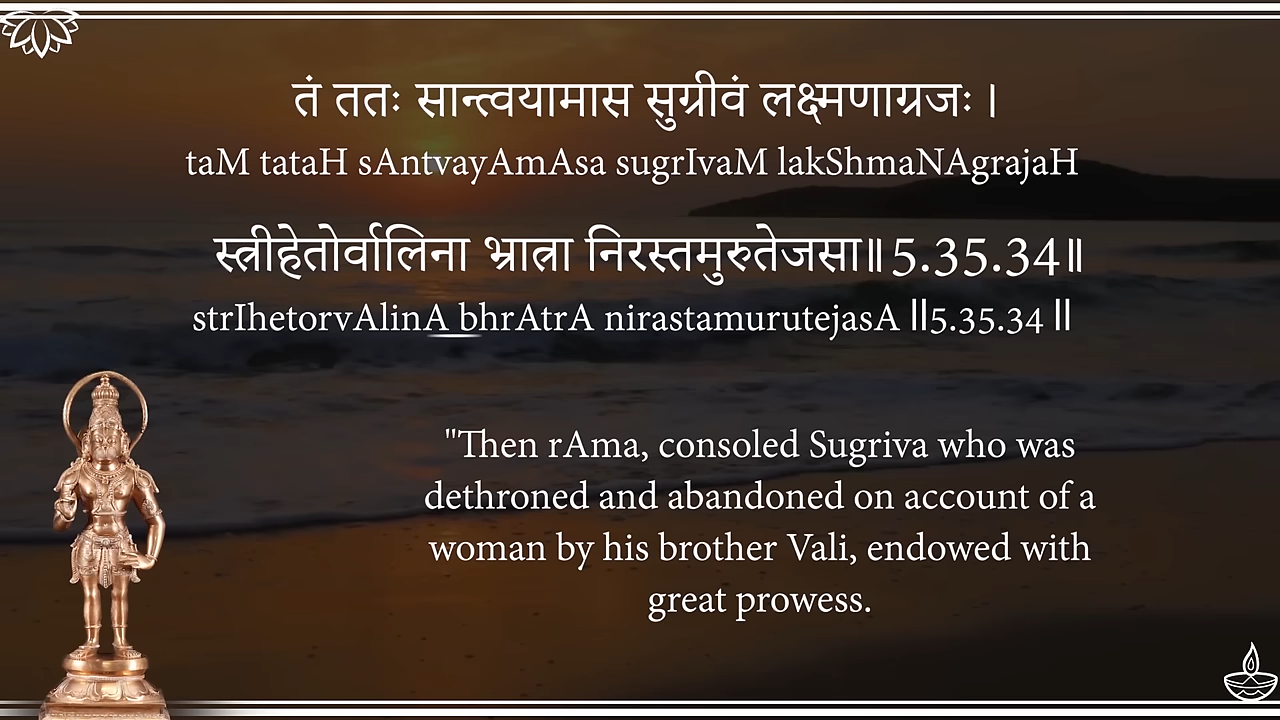 तं ततः सान्त्वयामास सुग्रीवं लक्ष्मणाग्रजः ।
taM tataH sAntvayAmAsa sugrIvaM lakShmaNAgrajaH
स्त्रीहेतोर्वालिना भ्रात्रा निरस्तमुरुतेजसा॥5.35.34॥
strIhetorvAlinA bhrAtrA nirastamurutejasA ॥5.35.34 ॥
"Then rAma, consoled Sugriva who was
dethroned and abandoned on account of a
woman by his brother Vali, endowed with
great prowess.